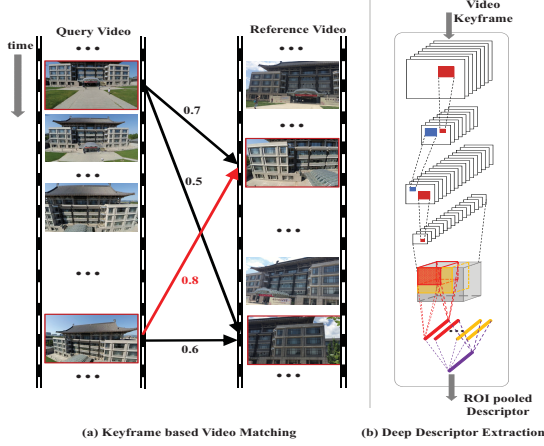 Query Video
Reference Video
Video
Keyframe
time
0.7
0.5
0.8
0.6
ROI pooled
Descriptor
(a) Keyframe based Video Matching
(b) Deep Descriptor Extraction